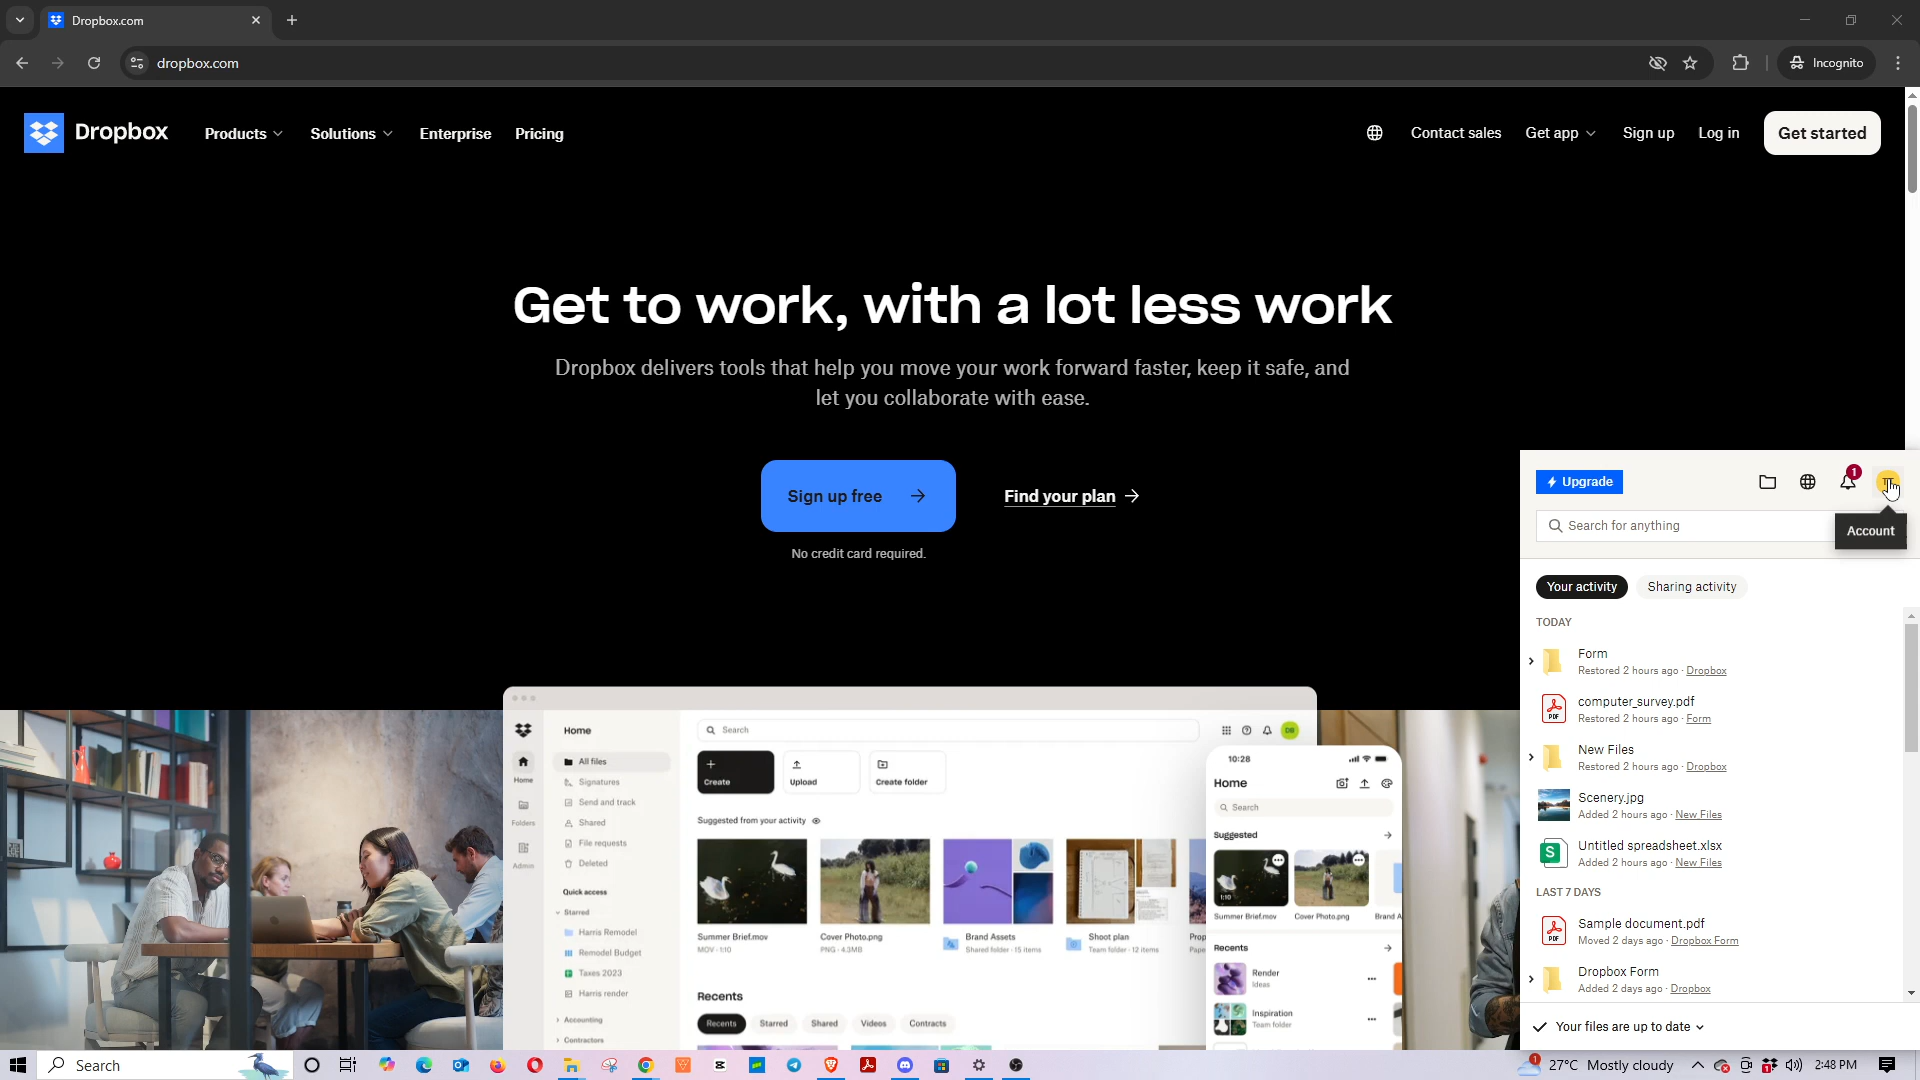 Dropbox.com
dropbox.com
Incognito
Dropbox
Products
Solutions
Enterprise
Pricing
Contact sales
Get app
Sign up
Log in
Get started
Get to work, with a lot less work
Dropbox delivers tools that help you move your work forward faster, keep it safe, and
let you collaborate with ease.
Sign up free
Find your plan
No credit card required.
Home
Search
DB
Home
Folders
Admin
All files
Signatures
Send and track
Shared
File requests
Deleted
Quick access
Starred
Harris Remodel
Remodel Budget
Taxes 2023
Harris render
Accounting
Contractors
Create
Upload
Create folder
Suggested from your activity
Summer Brief.mov
MOV · 1:10
Cover Photo.png
PNG · 4.3MB
Brand Assets
Shared folder · 15 items
Shoot plan
Team folder · 12 items
Recents
Recents
Starred
Shared
Videos
Contracts
10:28
Home
Search
Suggested
1:10
Summer Brief.mov
Cover Photo.png
Brand A
Recents
Render
Ideas
Inspiration
Team folder
Upgrade
1
Search for anything
Account
Your activity
Sharing activity
TODAY
Form
Restored 2 hours ago · Dropbox
PDF
computer_survey.pdf
Restored 2 hours ago · Form
New Files
Restored 2 hours ago · Dropbox
Scenery.jpg
Added 2 hours ago · New Files
S
Untitled spreadsheet.xlsx
Added 2 hours ago · New Files
LAST 7 DAYS
PDF
Sample document.pdf
Moved 2 days ago · Dropbox Form
Dropbox Form
Added 2 days ago · Dropbox
Your files are up to date
Search
1
27°C Mostly cloudy
1
2:48 PM